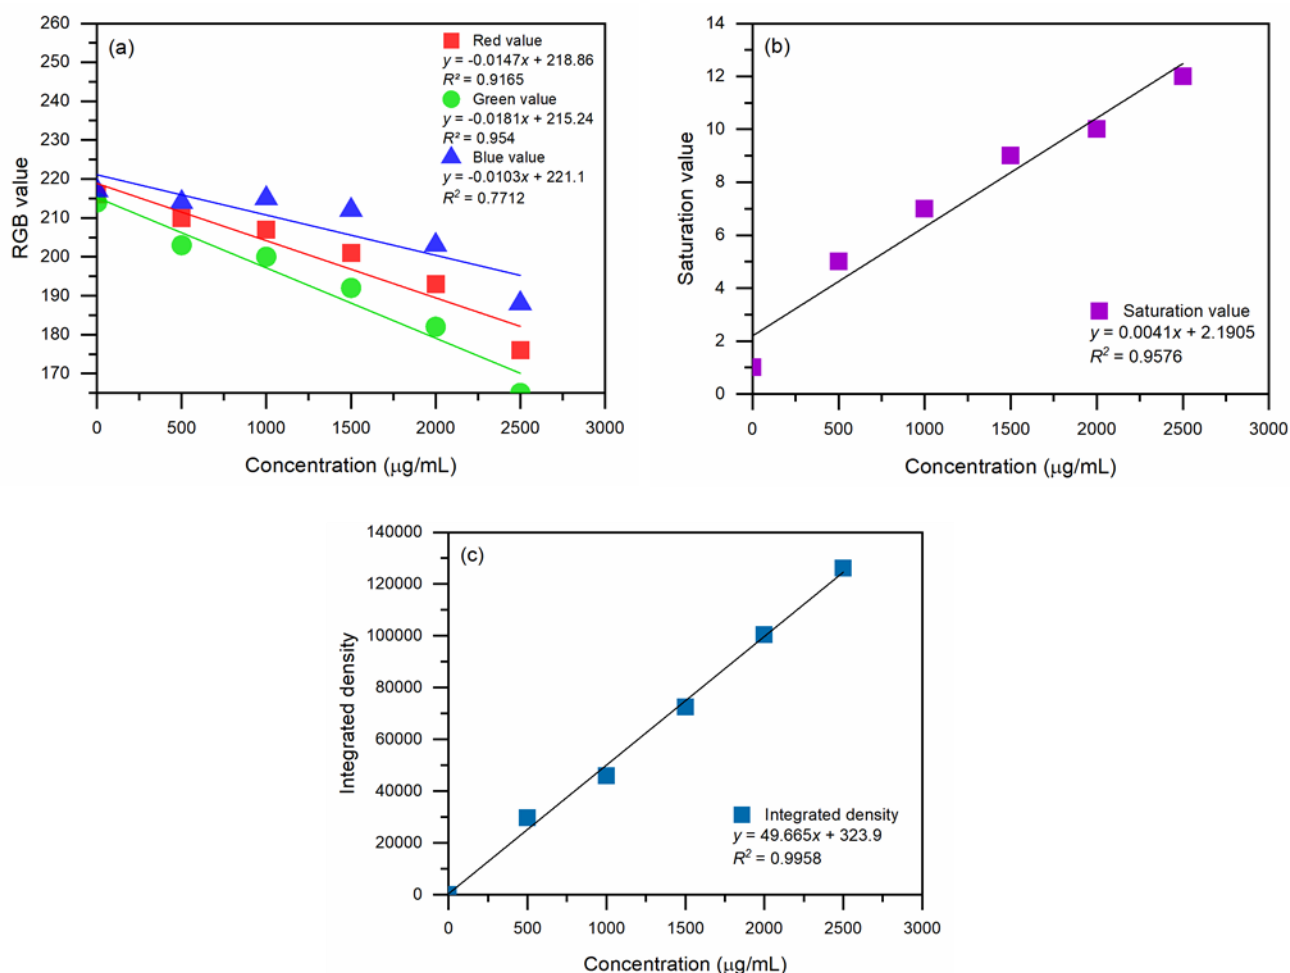 (a)
Red value
y = -0.0147x + 218.86
R² = 0.9165
Green value
y = -0.0181x + 215.24
R² = 0.954
Blue value
y = -0.0103x + 221.1
R² = 0.7712
260
250
240
230
220
210
200
190
180
170
RGB value
0 500 1000 1500 2000 2500 3000
Concentration (μg/mL)
(b)
14
12
10
8
6
4
2
0
Saturation value
Saturation value
y = 0.0041x + 2.1905
R² = 0.9576
0 500 1000 1500 2000 2500 3000
Concentration (μg/mL)
(c)
140000
120000
100000
80000
60000
40000
20000
0
Integrated density
Integrated density
y = 49.665x + 323.9
R² = 0.9958
0 500 1000 1500 2000 2500 3000
Concentration (μg/mL)